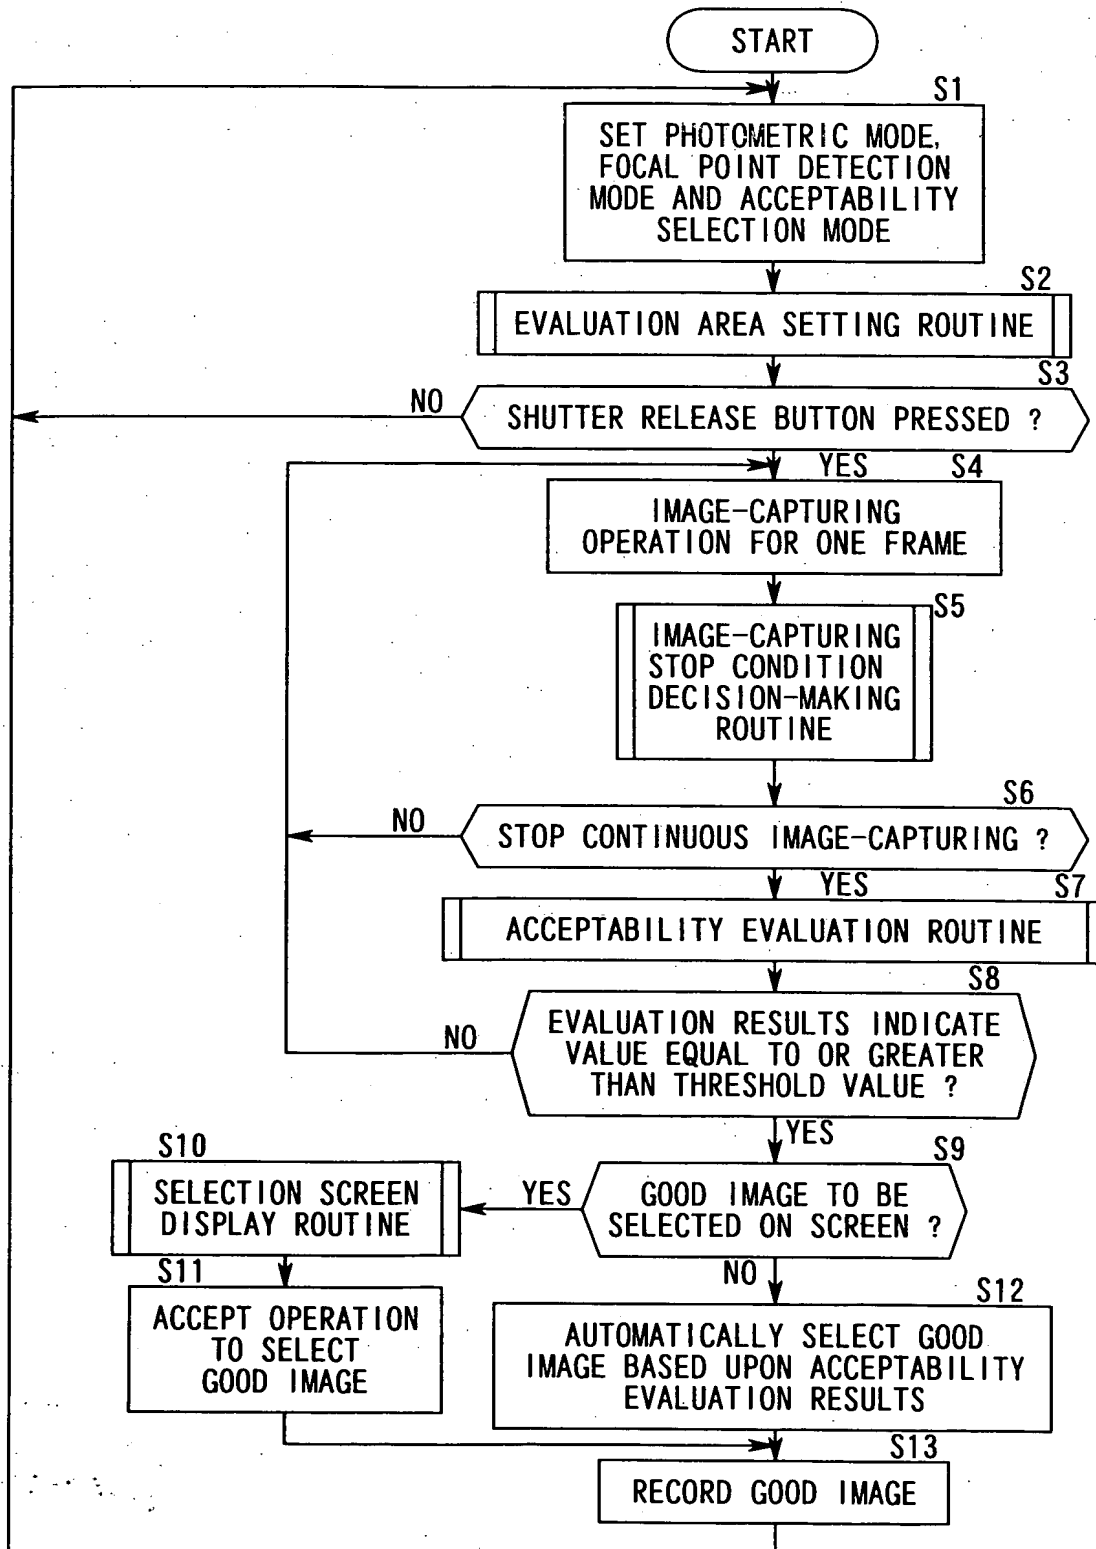 START
S1
SET PHOTOMETRIC MODE,
FOCAL POINT DETECTION
MODE AND ACCEPTABILITY
SELECTION MODE
S2
EVALUATION AREA SETTING ROUTINE
S3
NO
SHUTTER RELEASE BUTTON PRESSED ?
YES
S4
IMAGE-CAPTURING
OPERATION FOR ONE FRAME
S5
IMAGE-CAPTURING
STOP CONDITION
DECISION-MAKING
ROUTINE
S6
NO
STOP CONTINUOUS IMAGE-CAPTURING ?
YES
S7
ACCEPTABILITY EVALUATION ROUTINE
S8
NO
EVALUATION RESULTS INDICATE
VALUE EQUAL TO OR GREATER
THAN THRESHOLD VALUE ?
YES
S9
GOOD IMAGE TO BE
SELECTED ON SCREEN ?
YES
S10
SELECTION SCREEN
DISPLAY ROUTINE
S11
ACCEPT OPERATION
TO SELECT
GOOD IMAGE
NO
S12
AUTOMATICALLY SELECT GOOD
IMAGE BASED UPON ACCEPTABILITY
EVALUATION RESULTS
S13
RECORD GOOD IMAGE